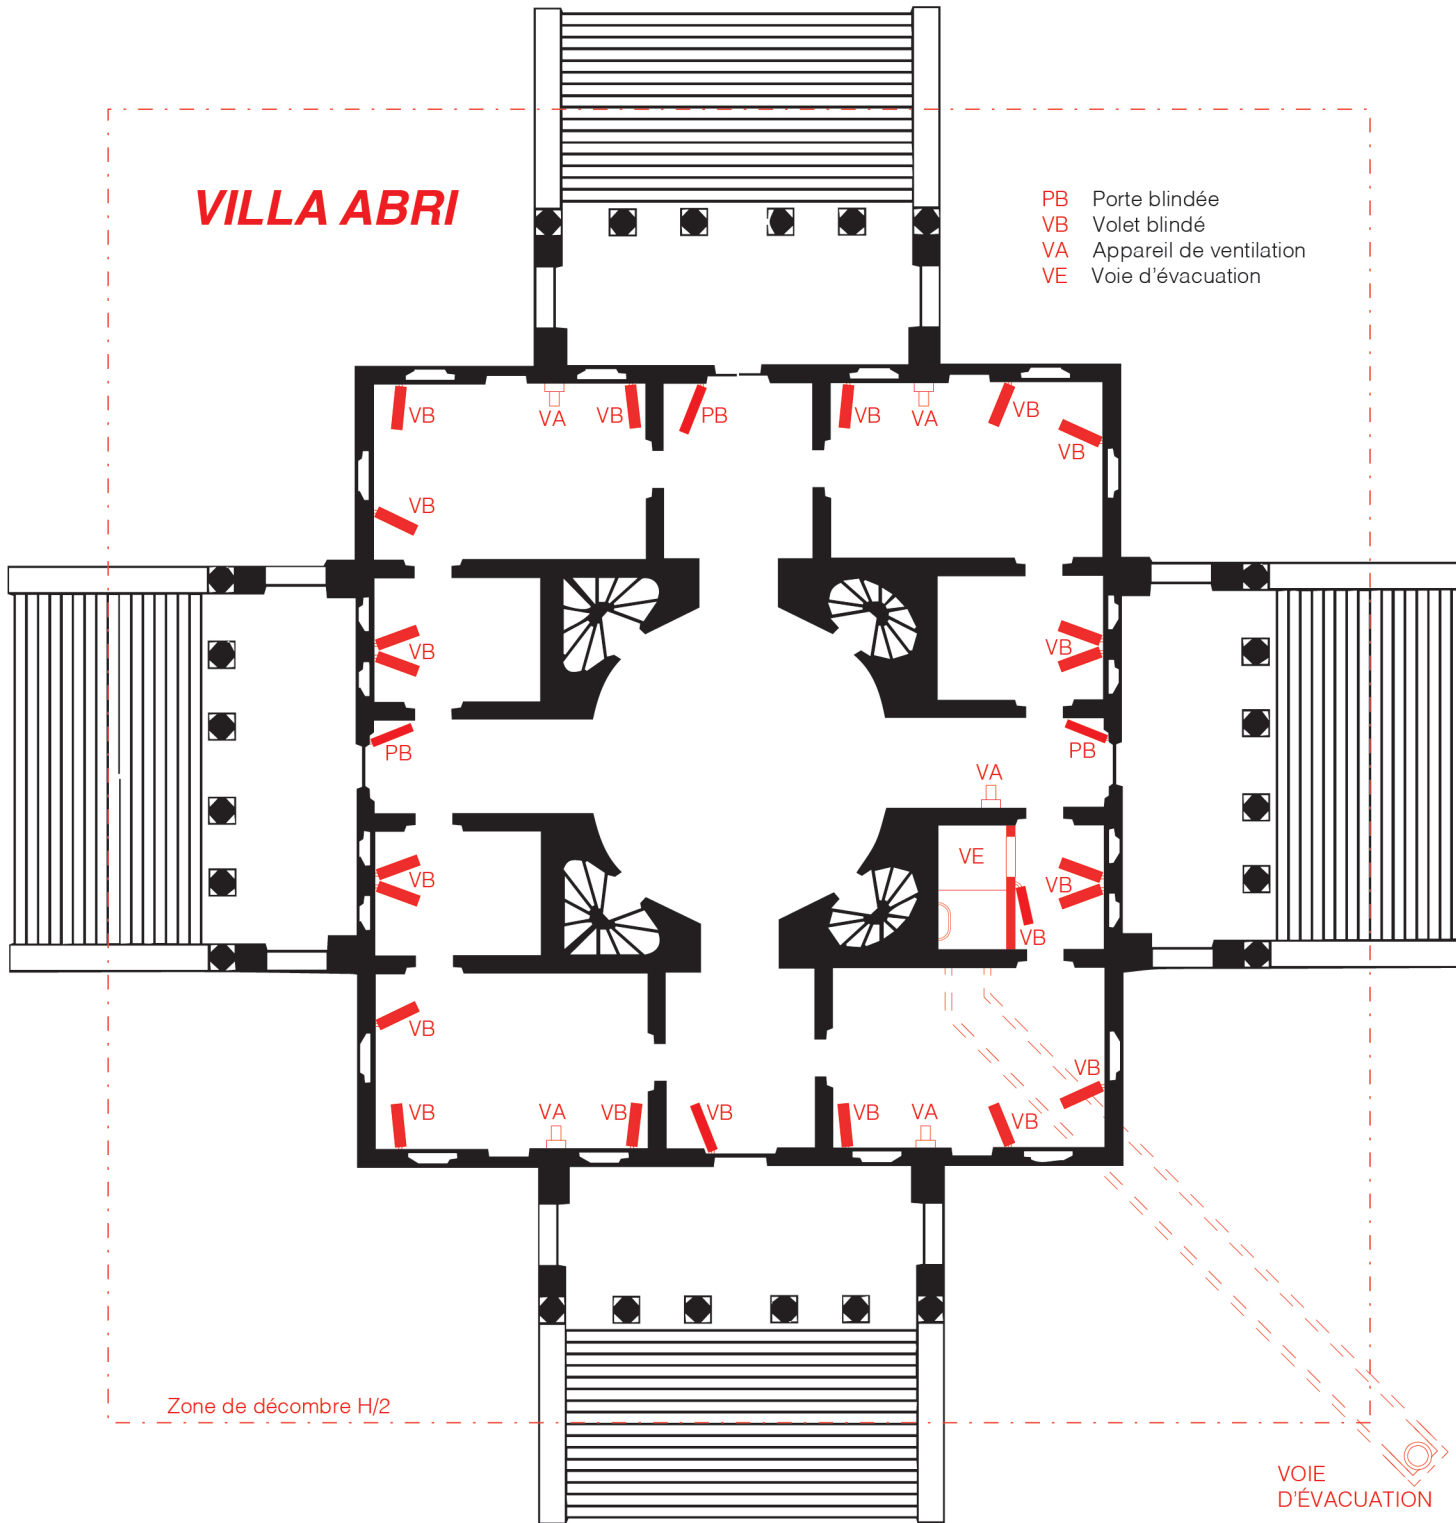 VILLA ABRI
PB Porte blindée
VB Volet blindé
VA Appareil de ventilation
VE Voie d'évacuation
VB
VA
VB
PB
VB
VA
VB
VB
VB
VB
VB
PB
PB
VA
VE
VB
VB
VB
VB
VB
VB
VA
VB
VB
VB
VA
VB
Zone de décombre H/2
VOIE
D'ÉVACUATION